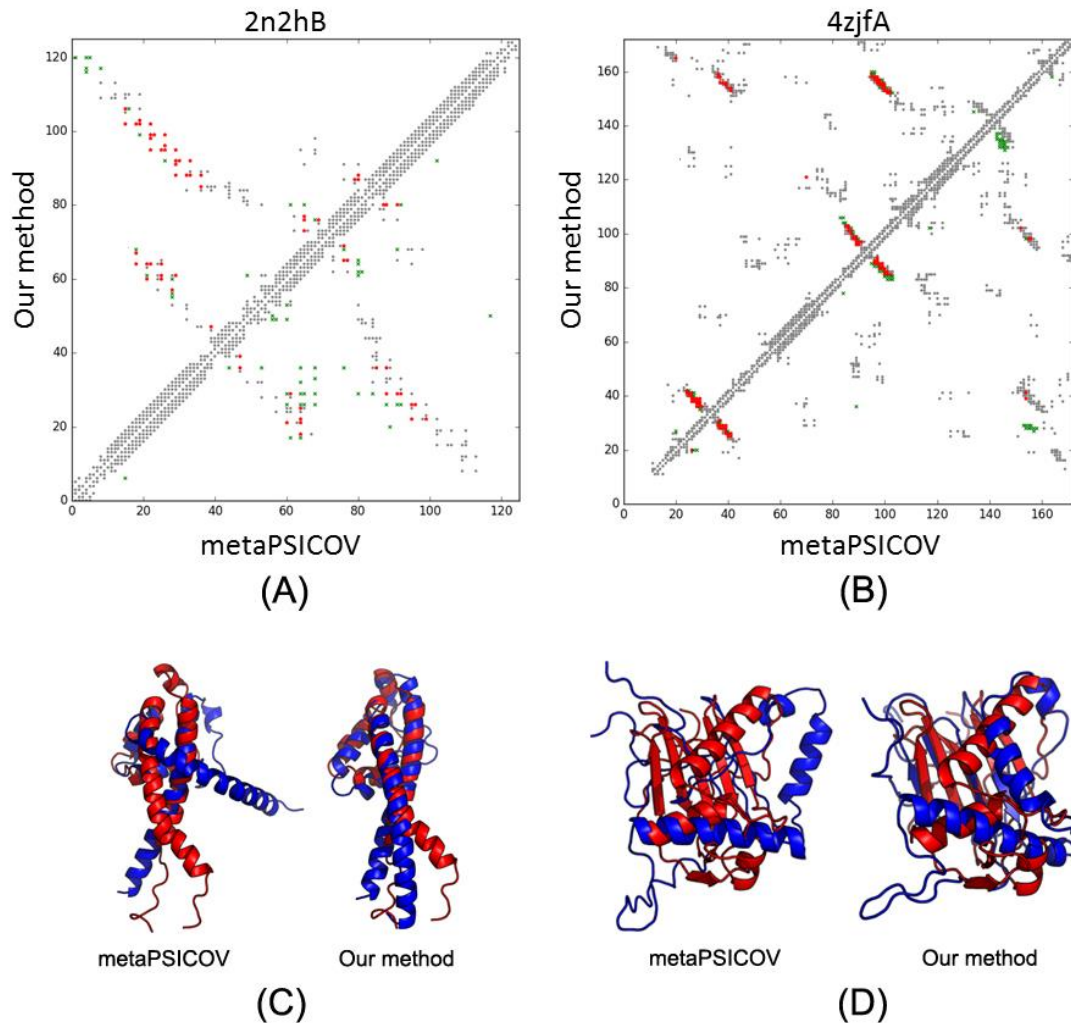 2n2hB
4zjfA
120
100
80
60
40
20
0
Our method
0 20 40 60 80 100 120
metaPSICOV
(A)
160
140
120
100
80
60
40
20
0
Our method
0 20 40 60 80 100 120 140 160
metaPSICOV
(B)
metaPSICOV Our method
(C)
metaPSICOV Our method
(D)